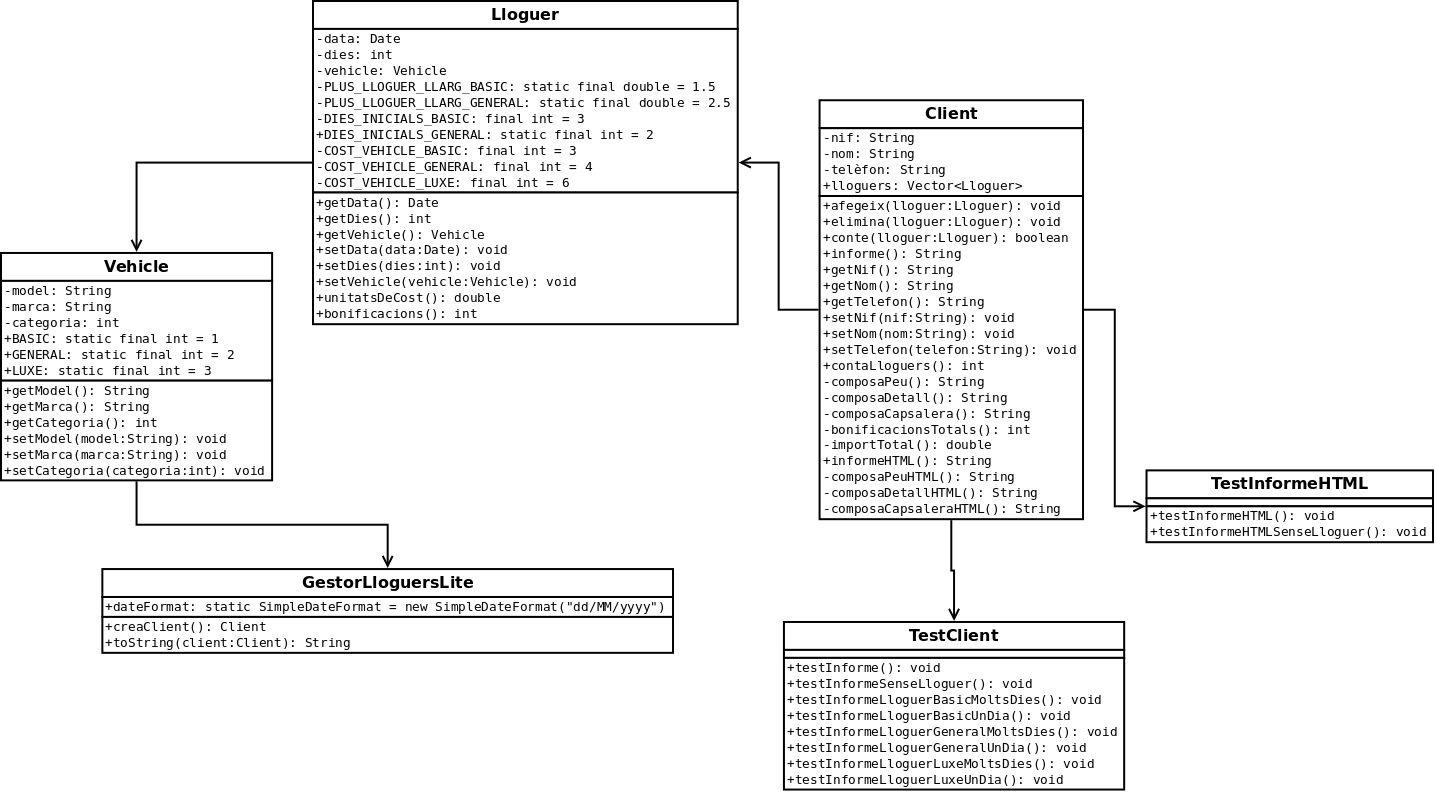 Lloguer
-data: Date
-dies: int
-vehicle: Vehicle
-PLUS_LLOGUER_LLARG_BASIC: static final double = 1.5
-PLUS_LLOGUER_LLARG_GENERAL: static final double = 2.5
-DIES_INICIALS_BASIC: final int = 3
+DIES_INICIALS_GENERAL: static final int = 2
-COST_VEHICLE_BASIC: final int = 3
-COST_VEHICLE_GENERAL: final int = 4
-COST_VEHICLE_LUXE: final int = 6
+getData(): Date
+getDies(): int
+getVehicle(): Vehicle
+setData(data:Date): void
+setDies(dies:int): void
+setVehicle(vehicle:Vehicle): void
+unitatsDeCost(): double
+bonificacions(): int
Client
-nif: String
-nom: String
-telèfon: String
+lloguers: Vector<Lloguer>
+afegeix(lloguer:Lloguer): void
+elimina(lloguer:Lloguer): void
+conte(lloguer:Lloguer): boolean
+informe(): String
+getNif(): String
+getNom(): String
+getTelefon(): String
+setNif(nif:String): void
+setNom(nom:String): void
+setTelefon(telefon:String): void
+contaLloguers(): int
-composaPeu(): String
-composaDetall(): String
-composaCapsalera(): String
-bonificacionsTotals(): int
-importTotal(): double
+informeHTML(): String
-composaPeuHTML(): String
-composaDetallHTML(): String
-composaCapsaleraHTML(): String
Vehicle
-model: String
-marca: String
-categoria: int
+BASIC: static final int = 1
+GENERAL: static final int = 2
+LUXE: static final int = 3
+getModel(): String
+getMarca(): String
+getCategoria(): int
+setModel(model:String): void
+setMarca(marca:String): void
+setCategoria(categoria:int): void
TestInformeHTML
+testInformeHTML(): void
+testInformeHTMLSenseLloguer(): void
GestorLloguersLite
+dateFormat: static SimpleDateFormat = new SimpleDateFormat("dd/MM/yyyy")
+creaClient(): Client
+toString(client:Client): String
TestClient
+testInforme(): void
+testInformeSenseLloguer(): void
+testInformeLloguerBasicMoltsDies(): void
+testInformeLloguerBasicUnDia(): void
+testInformeLloguerGeneralMoltsDies(): void
+testInformeLloguerGeneralUnDia(): void
+testInformeLloguerLuxeMoltsDies(): void
+testInformeLloguerLuxeUnDia(): void